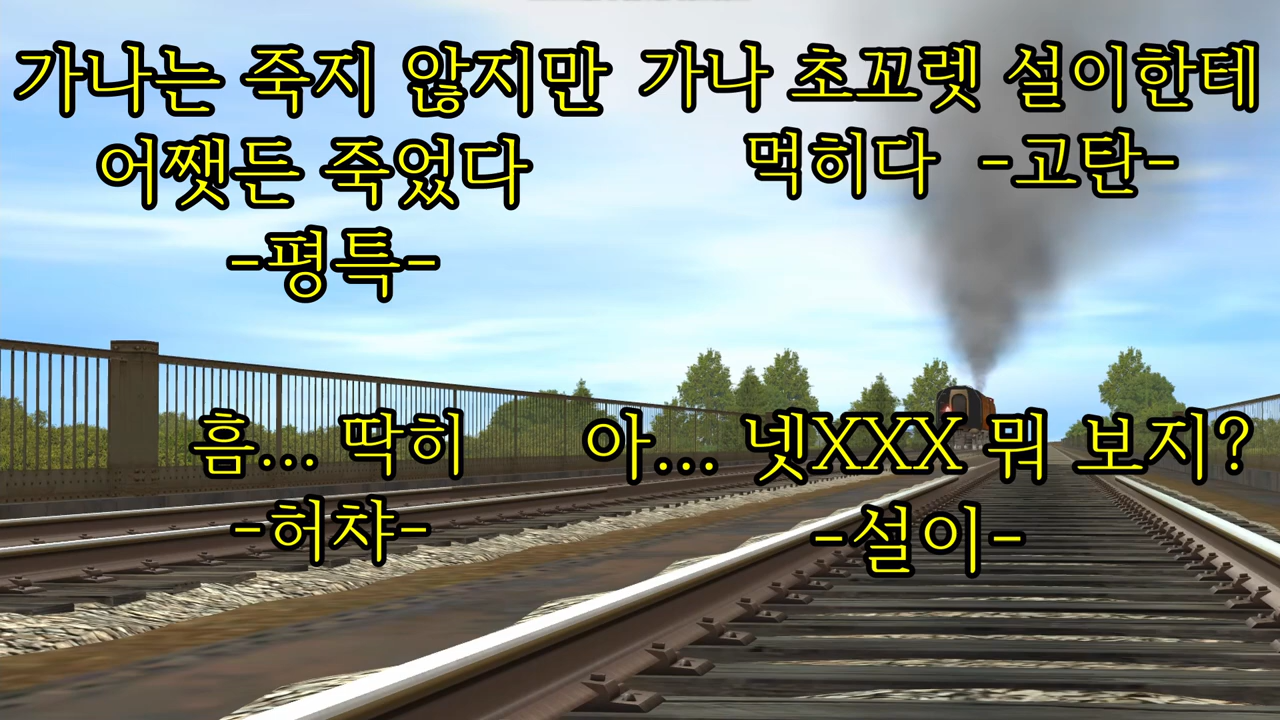 가나는 죽지 않지만
어쨋든 죽었다
-평특-
가나 초꼬렛 설이한테
먹히다 -고탄-
흠... 딱히
-허챠-
아... 넷XXX 뭐 보지?
-설이-